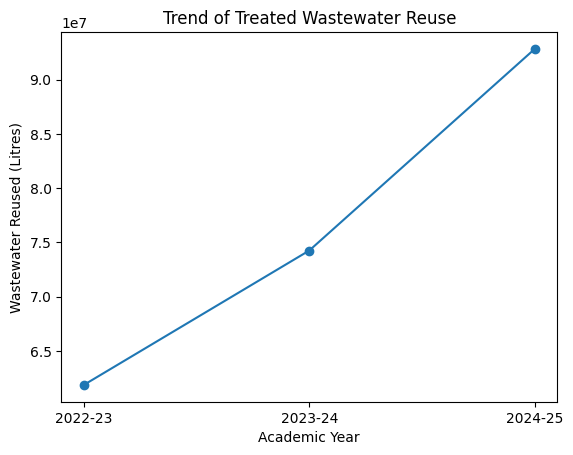 Trend of Treated Wastewater Reuse
1e7
9.0
8.5
8.0
7.5
7.0
6.5
Wastewater Reused (Litres)
2022-23 2023-24 2024-25
Academic Year